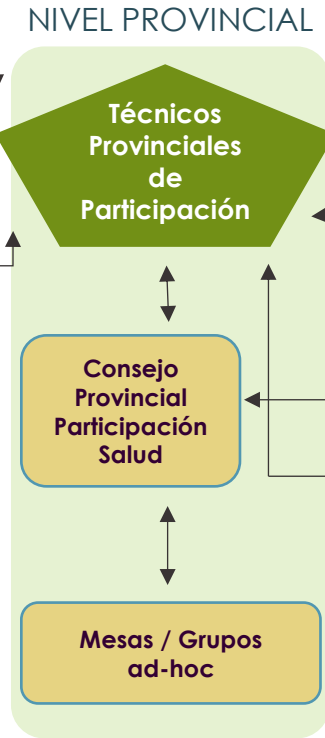 NIVEL PROVINCIAL
Técnicos
Provinciales
de
Participación
Consejo
Provincial
Participación
Salud
Mesas / Grupos
ad-hoc